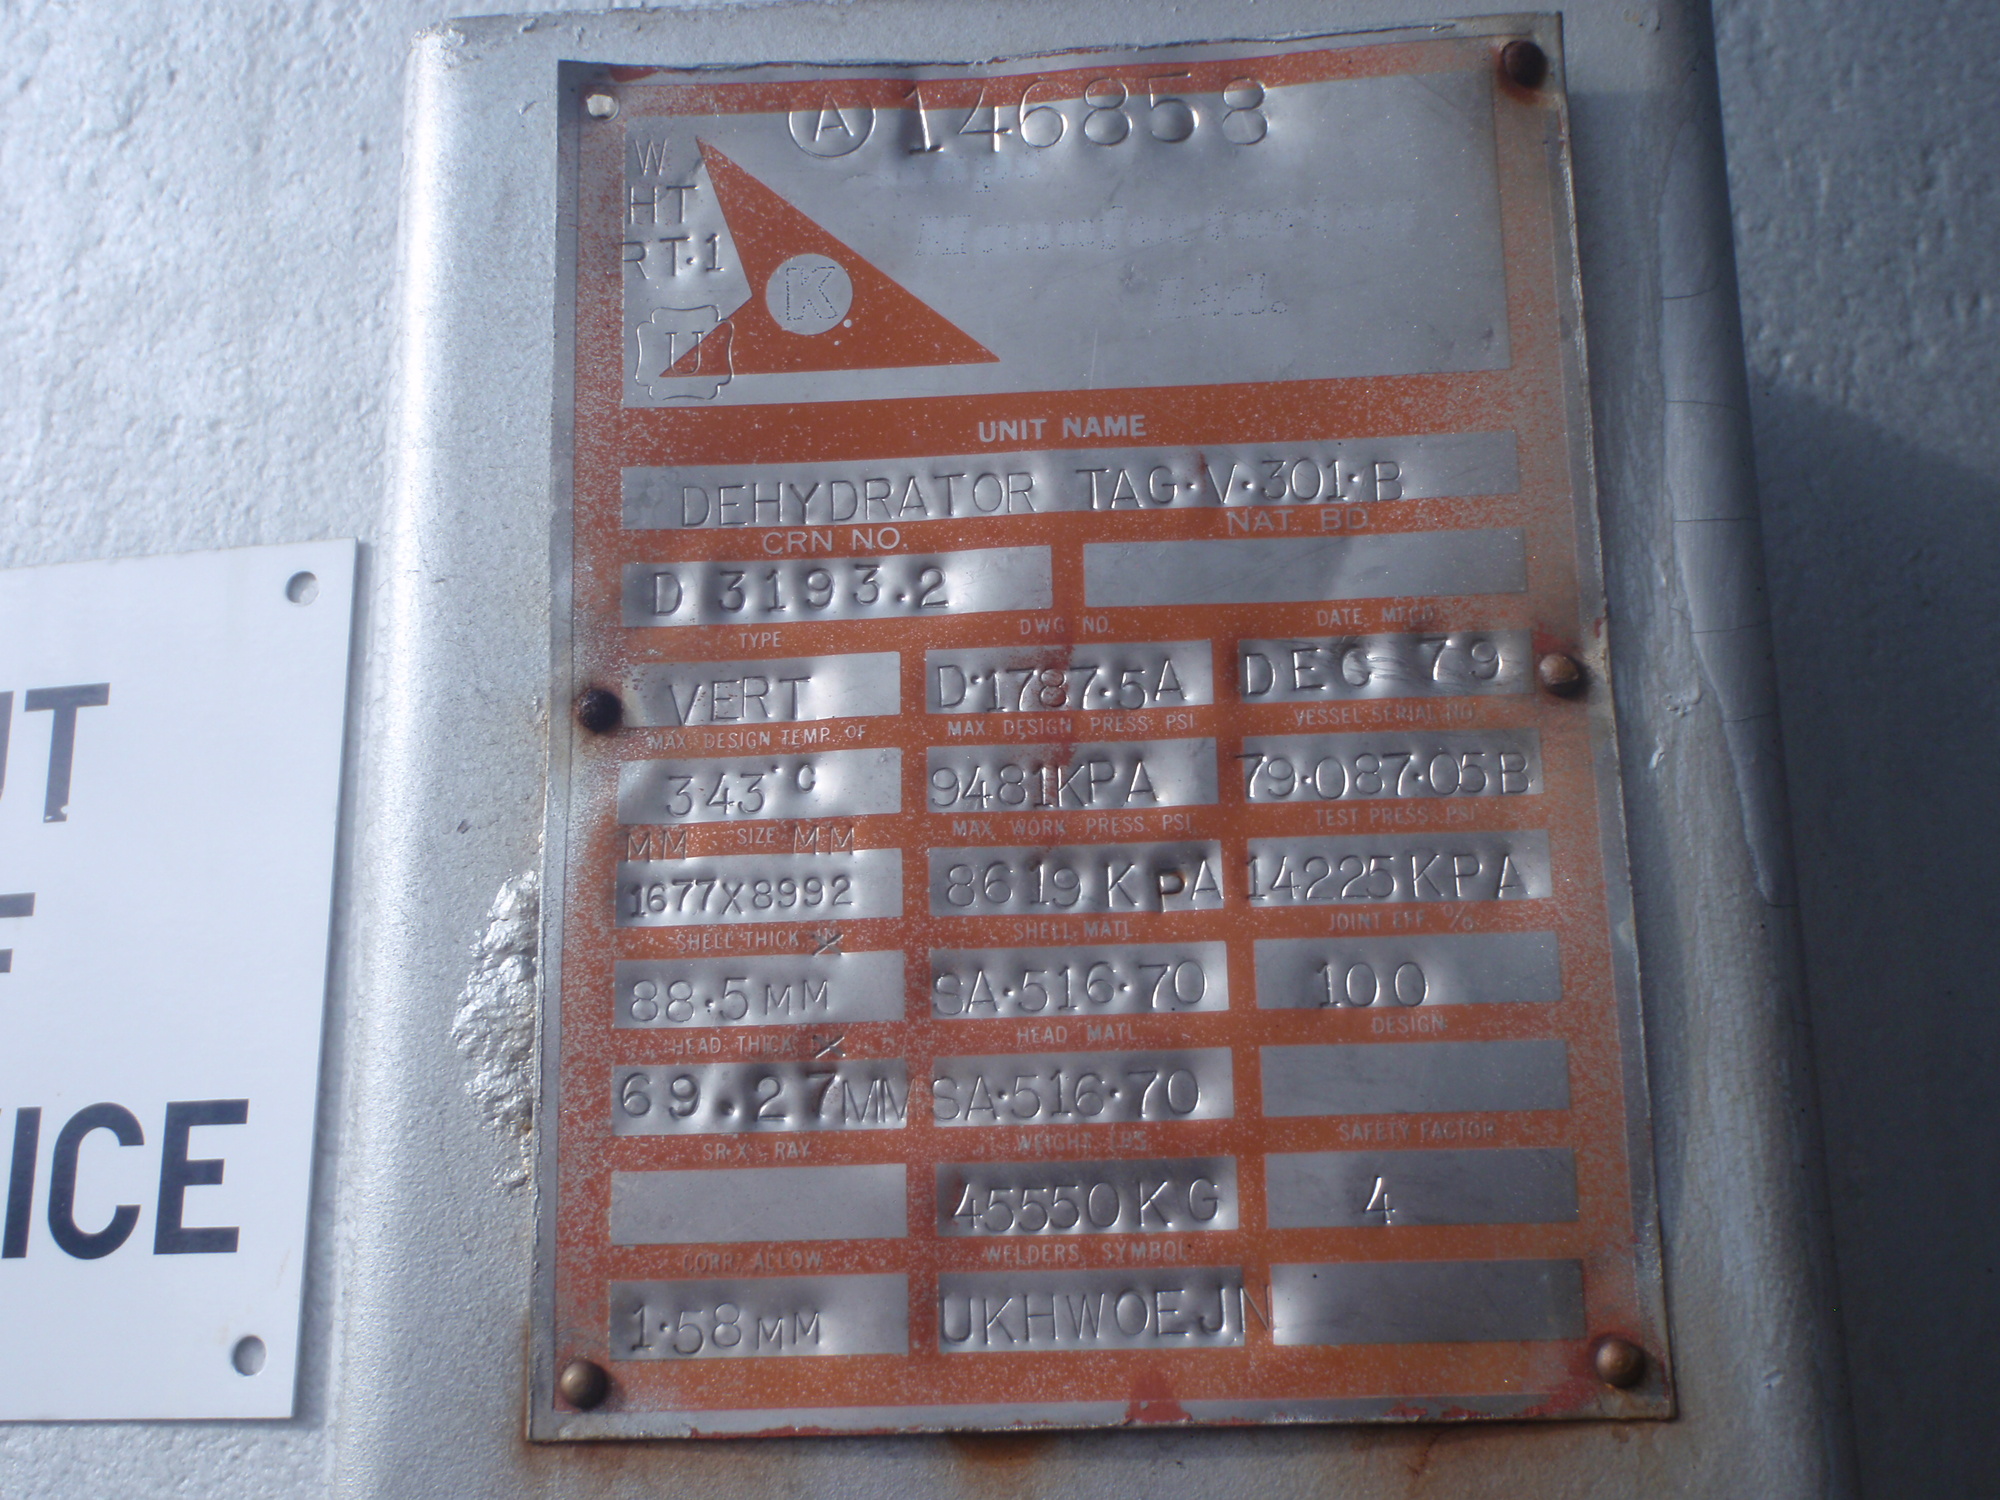 A 146858
W
HT
RT·1
K
U
Ltd.
UNIT NAME
DEHYDRATOR TAG·V·301·B
CRN NO. NAT. BD.
D 3193.2
TYPE DWG NO. DATE MFGD
VERT D·1787·5A DEC 79
MAX. DESIGN TEMP. OF MAX. DESIGN PRESS. PSI VESSEL SERIAL NO.
343°C 9481KPA 79·087·05B
MM SIZE MM MAX. WORK PRESS. PSI TEST PRESS. PSI
1677X8992 8619 KPA 14225KPA
SHELL THICK. SHELL MATL. JOINT EFF. %
88·5MM SA·516·70 100
HEAD THICK. HEAD MATL. DESIGN
69.27MM SA·516·70
SR·X - RAY WEIGHT LBS. SAFETY FACTOR
45550KG 4
CORR. ALLOW. WELDERS SYMBOL
1·58MM UKHWOEJN
UT
ICE